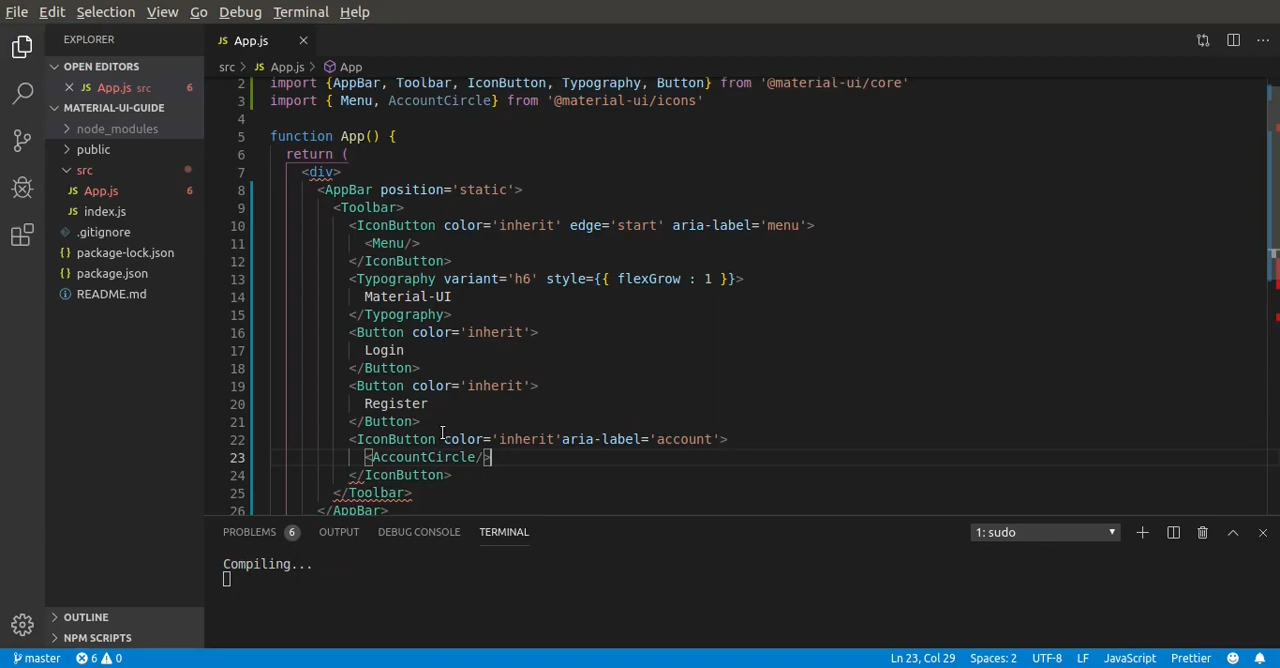 File Edit Selection View Go Debug Terminal Help
EXPLORER
OPEN EDITORS
JS App.js src 6
MATERIAL-UI-GUIDE
node_modules
public
src
JS App.js 6
JS index.js
.gitignore
{} package-lock.json
{} package.json
README.md
OUTLINE
NPM SCRIPTS
JS App.js
src > JS App.js > App
2 import {AppBar, Toolbar, IconButton, Typography, Button} from '@material-ui/core'
3 import { Menu, AccountCircle} from '@material-ui/icons'
4
5 function App() {
6 return (
7 <div>
8 <AppBar position='static'>
9 <Toolbar>
10 <IconButton color='inherit' edge='start' aria-label='menu'>
11 <Menu/>
12 </IconButton>
13 <Typography variant='h6' style={{ flexGrow : 1 }}>
14 Material-UI
15 </Typography>
16 <Button color='inherit'>
17 Login
18 </Button>
19 <Button color='inherit'>
20 Register
21 </Button>
22 <IconButton color='inherit'aria-label='account'>
23 <AccountCircle/>
24 </IconButton>
25 </Toolbar>
26 </AppBar>
PROBLEMS 6 OUTPUT DEBUG CONSOLE TERMINAL 1: sudo
Compiling...
master 6 0 Ln 23, Col 29 Spaces: 2 UTF-8 LF JavaScript Prettier